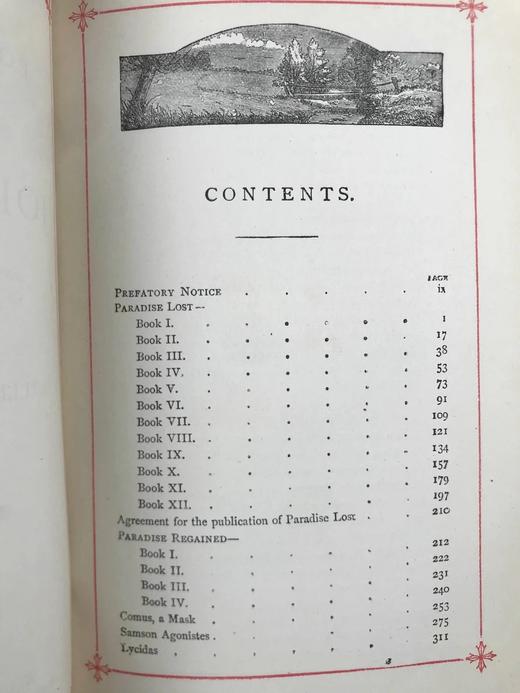 CONTENTS.
PAGE
PREFATORY NOTICE . . . . . ix
PARADISE LOST—
Book I. . . . . . . 1
Book II. . . . . . . 17
Book III. . . . . . . 38
Book IV. . . . . . . 53
Book V. . . . . . . 73
Book VI. . . . . . . 91
Book VII. . . . . . . 109
Book VIII. . . . . . . 121
Book IX. . . . . . . 134
Book X. . . . . . . 157
Book XI. . . . . . . 179
Book XII. . . . . . 197
Agreement for the publication of Paradise Lost . . 210
PARADISE REGAINED—
Book I. . . . . . 212
Book II. . . . . . 222
Book III. . . . . . 231
Book IV. . . . . . 240
Comus, a Mask . . . . . 253
Samson Agonistes . . . . . 275
Lycidas . . . . . . 311